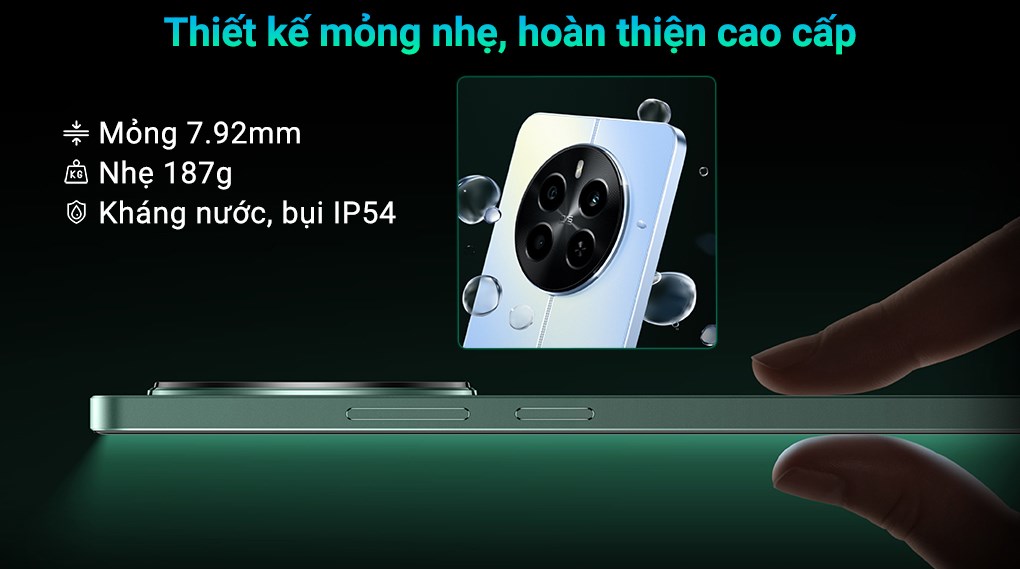 Thiết kế mỏng nhẹ, hoàn thiện cao cấp
Mỏng 7.92mm
KG
Nhẹ 187g
Kháng nước, bụi IP54